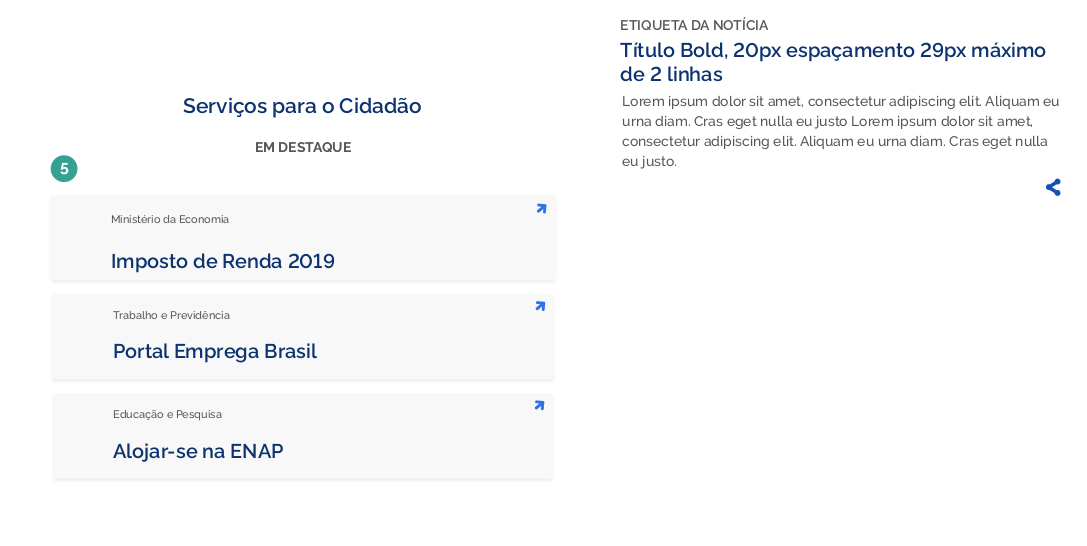 Serviços para o Cidadão
EM DESTAQUE
5
Ministério da Economia
Imposto de Renda 2019
Trabalho e Previdência
Portal Emprega Brasil
Educação e Pesquisa
Alojar-se na ENAP
ETIQUETA DA NOTÍCIA
Título Bold, 20px espaçamento 29px máximo
de 2 linhas
Lorem ipsum dolor sit amet, consectetur adipiscing elit. Aliquam eu
urna diam. Cras eget nulla eu justo Lorem ipsum dolor sit amet,
consectetur adipiscing elit. Aliquam eu urna diam. Cras eget nulla
eu justo.